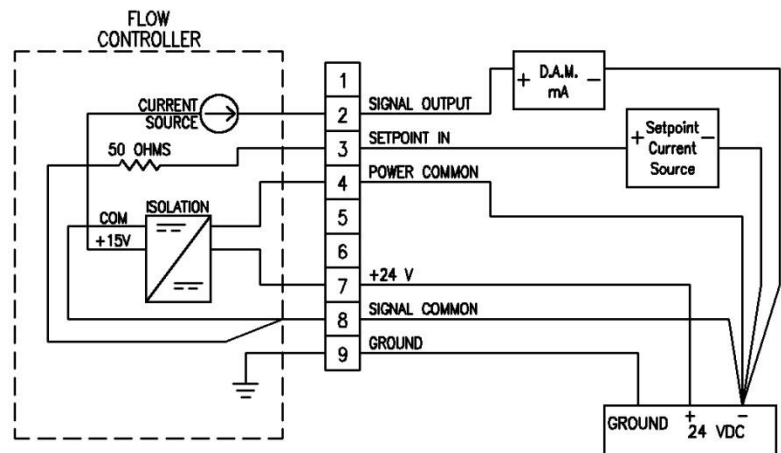 FLOW
CONTROLLER
CURRENT
SOURCE
50 OHMS
COM
+15V
ISOLATION
1
2
3
4
5
6
7
8
9
SIGNAL OUTPUT
SETPOINT IN
POWER COMMON
+24 V
SIGNAL COMMON
GROUND
+ D.A.M. −
mA
+ Setpoint −
Current
Source
GROUND
+ −
24 VDC